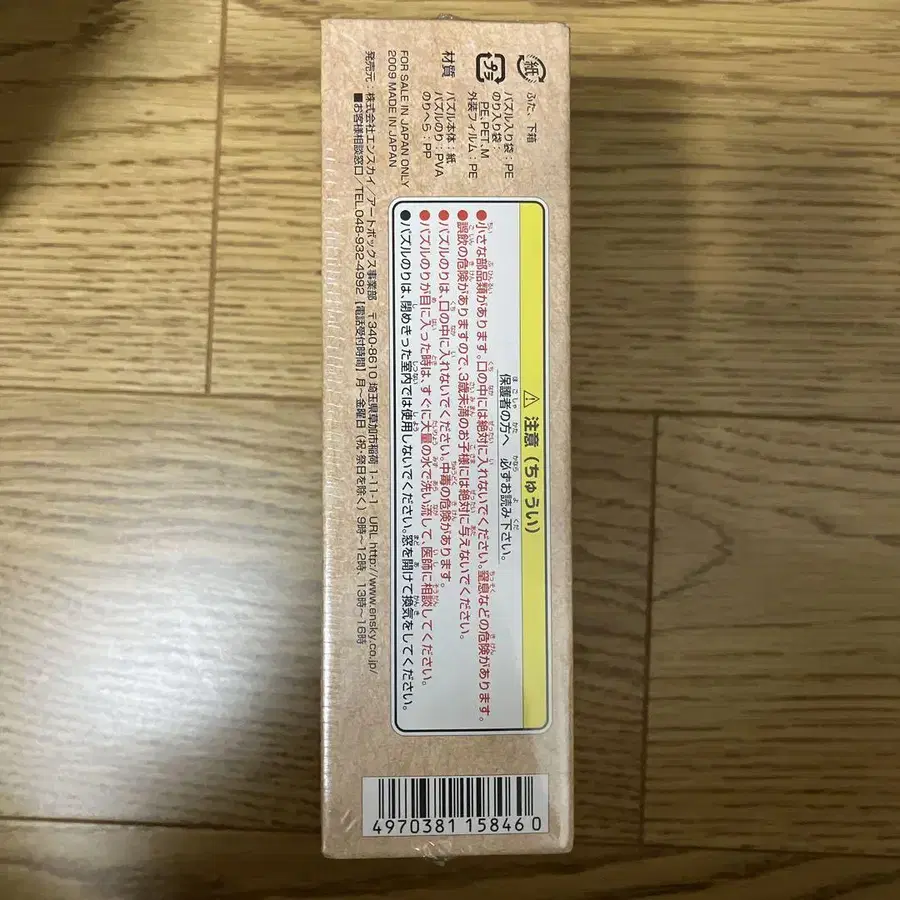 紙
プラ
ふた、下箱
パズル入り袋：PE
のり入り袋：
PE、PET、M
外装フィルム：PE
材質
パズル本体：紙
パズルのり：PVA
のりへら：PP
FOR SALE IN JAPAN ONLY
2009 MADE IN JAPAN
発売元：株式会社エンスカイ／アートボックス事業部 〒340-8610 埼玉県草加市稲荷 1-11-1 URL http://www.ensky.co.jp/
■お客様相談窓口／TEL.048-932-4992【電話受付時間】月～金曜日（祝・祭日を除く）9時～12時、13時～16時
注意（ちゅうい）
保護者の方へ 必ずお読み下さい。
●小さな部品類があります。口の中には絶対に入れないでください。窒息などの危険があります。
●誤飲の危険がありますので、3歳未満のお子様には絶対に与えないでください。
●パズルのりは、口の中に入れないでください。中毒の危険があります。
●パズルのりが目に入った時は、すぐに大量の水で洗い流して、医師に相談してください。
●パズルのりは、閉めきった室内では使用しないでください。窓を開けて換気をしてください。
4970381 158460